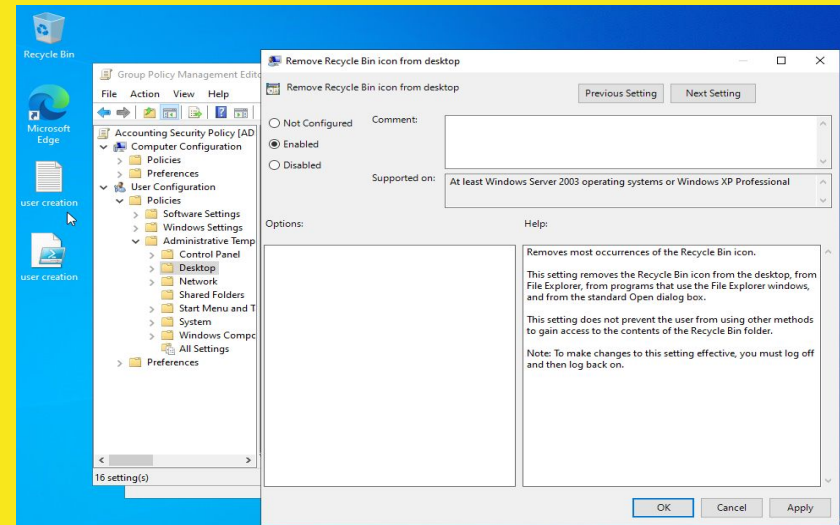 Recycle Bin
Microsoft
Edge
user creation
user creation
Group Policy Management Edito
File Action View Help
Accounting Security Policy [AD
Computer Configuration
Policies
Preferences
User Configuration
Policies
Software Settings
Windows Settings
Administrative Temp
Control Panel
Desktop
Network
Shared Folders
Start Menu and T
System
Windows Compo
All Settings
Preferences
16 setting(s)
Remove Recycle Bin icon from desktop
Remove Recycle Bin icon from desktop
Previous Setting
Next Setting
Not Configured
Enabled
Disabled
Comment:
Supported on:
At least Windows Server 2003 operating systems or Windows XP Professional
Options:
Help:
Removes most occurrences of the Recycle Bin icon.
This setting removes the Recycle Bin icon from the desktop, from
File Explorer, from programs that use the File Explorer windows,
and from the standard Open dialog box.
This setting does not prevent the user from using other methods
to gain access to the contents of the Recycle Bin folder.
Note: To make changes to this setting effective, you must log off
and then log back on.
OK
Cancel
Apply